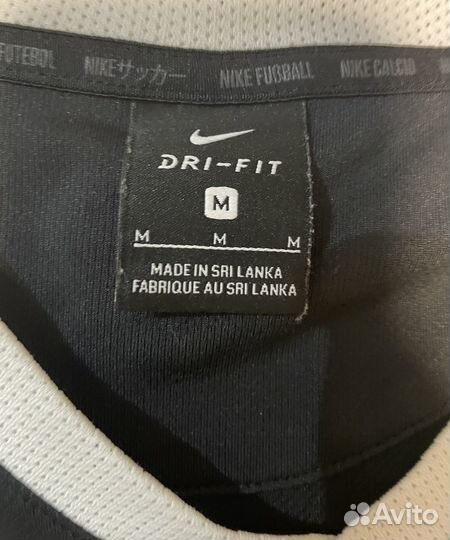 FUTEBOL NIKEサッカー NIKE FUßBALL NIKE CALCIO
DRI-FIT
M
M M M
MADE IN SRI LANKA
FABRIQUE AU SRI LANKA
Avito